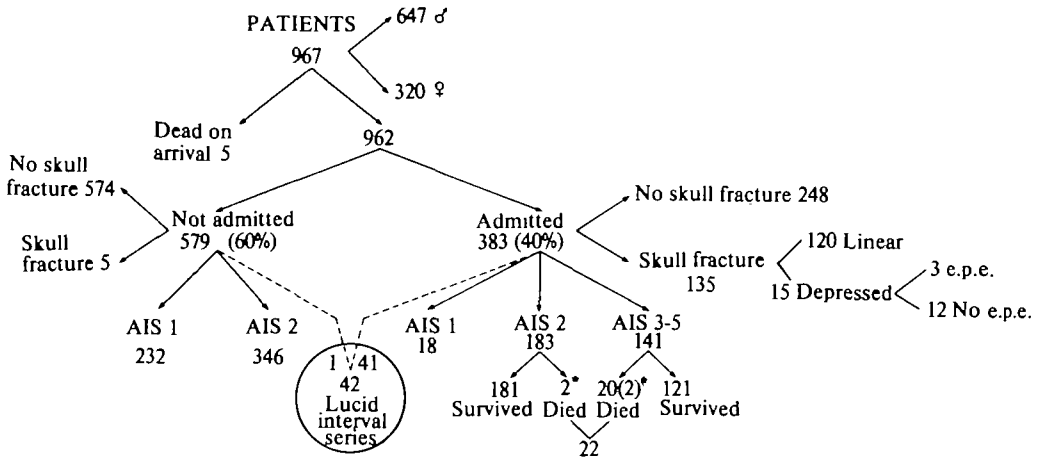 PATIENTS
967
647 ♂
320 ♀
Dead on
arrival 5
962
No skull
fracture 574
Skull
fracture 5
Not admitted
579 (60%)
Admitted
383 (40%)
No skull fracture 248
Skull fracture
135
120 Linear
15 Depressed
3 e.p.e.
12 No e.p.e.
AIS 1
232
AIS 2
346
1 41
42
Lucid
interval
series
AIS 1
18
AIS 2
183
AIS 3-5
141
181
Survived
2*
Died
20(2)*
Died
121
Survived
22